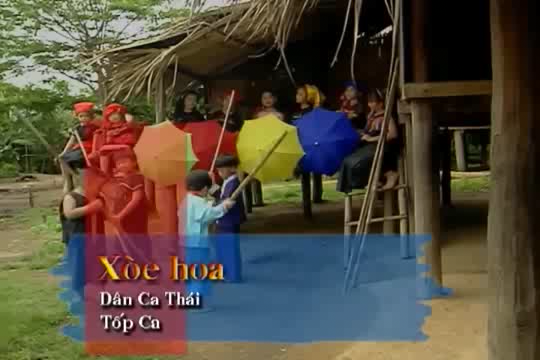 Xòe hoa
Dân Ca Thái
Tốp Ca